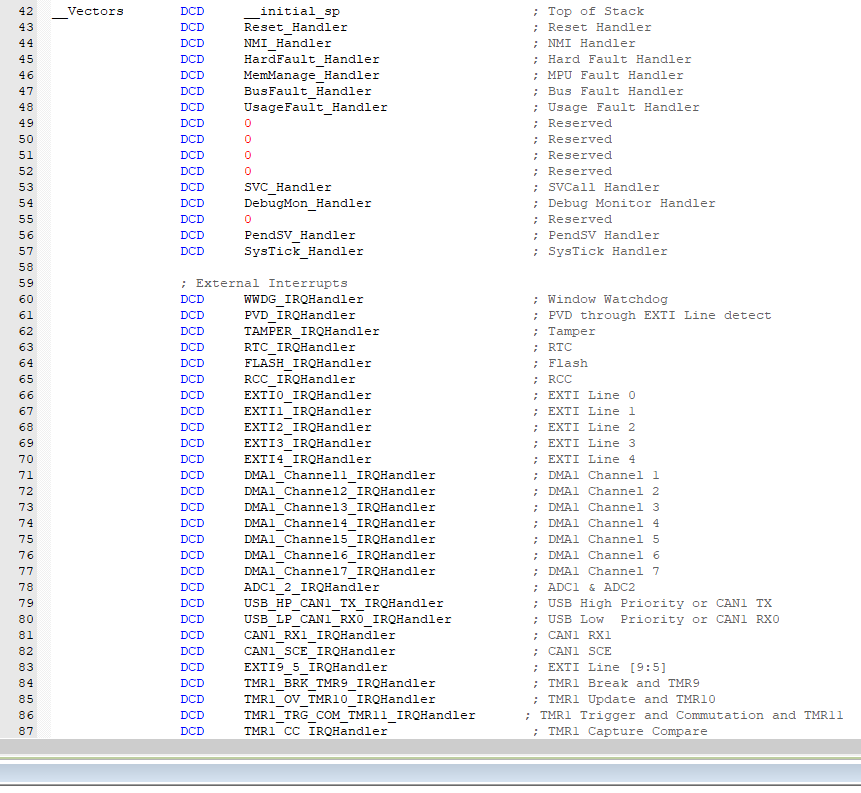 42 __Vectors DCD __initial_sp ; Top of Stack
43 DCD Reset_Handler ; Reset Handler
44 DCD NMI_Handler ; NMI Handler
45 DCD HardFault_Handler ; Hard Fault Handler
46 DCD MemManage_Handler ; MPU Fault Handler
47 DCD BusFault_Handler ; Bus Fault Handler
48 DCD UsageFault_Handler ; Usage Fault Handler
49 DCD 0 ; Reserved
50 DCD 0 ; Reserved
51 DCD 0 ; Reserved
52 DCD 0 ; Reserved
53 DCD SVC_Handler ; SVCall Handler
54 DCD DebugMon_Handler ; Debug Monitor Handler
55 DCD 0 ; Reserved
56 DCD PendSV_Handler ; PendSV Handler
57 DCD SysTick_Handler ; SysTick Handler
58
59 ; External Interrupts
60 DCD WWDG_IRQHandler ; Window Watchdog
61 DCD PVD_IRQHandler ; PVD through EXTI Line detect
62 DCD TAMPER_IRQHandler ; Tamper
63 DCD RTC_IRQHandler ; RTC
64 DCD FLASH_IRQHandler ; Flash
65 DCD RCC_IRQHandler ; RCC
66 DCD EXTI0_IRQHandler ; EXTI Line 0
67 DCD EXTI1_IRQHandler ; EXTI Line 1
68 DCD EXTI2_IRQHandler ; EXTI Line 2
69 DCD EXTI3_IRQHandler ; EXTI Line 3
70 DCD EXTI4_IRQHandler ; EXTI Line 4
71 DCD DMA1_Channel1_IRQHandler ; DMA1 Channel 1
72 DCD DMA1_Channel2_IRQHandler ; DMA1 Channel 2
73 DCD DMA1_Channel3_IRQHandler ; DMA1 Channel 3
74 DCD DMA1_Channel4_IRQHandler ; DMA1 Channel 4
75 DCD DMA1_Channel5_IRQHandler ; DMA1 Channel 5
76 DCD DMA1_Channel6_IRQHandler ; DMA1 Channel 6
77 DCD DMA1_Channel7_IRQHandler ; DMA1 Channel 7
78 DCD ADC1_2_IRQHandler ; ADC1 & ADC2
79 DCD USB_HP_CAN1_TX_IRQHandler ; USB High Priority or CAN1 TX
80 DCD USB_LP_CAN1_RX0_IRQHandler ; USB Low  Priority or CAN1 RX0
81 DCD CAN1_RX1_IRQHandler ; CAN1 RX1
82 DCD CAN1_SCE_IRQHandler ; CAN1 SCE
83 DCD EXTI9_5_IRQHandler ; EXTI Line [9:5]
84 DCD TMR1_BRK_TMR9_IRQHandler ; TMR1 Break and TMR9
85 DCD TMR1_OV_TMR10_IRQHandler ; TMR1 Update and TMR10
86 DCD TMR1_TRG_COM_TMR11_IRQHandler ; TMR1 Trigger and Commutation and TMR11
87 DCD TMR1_CC_IRQHandler ; TMR1 Capture Compare